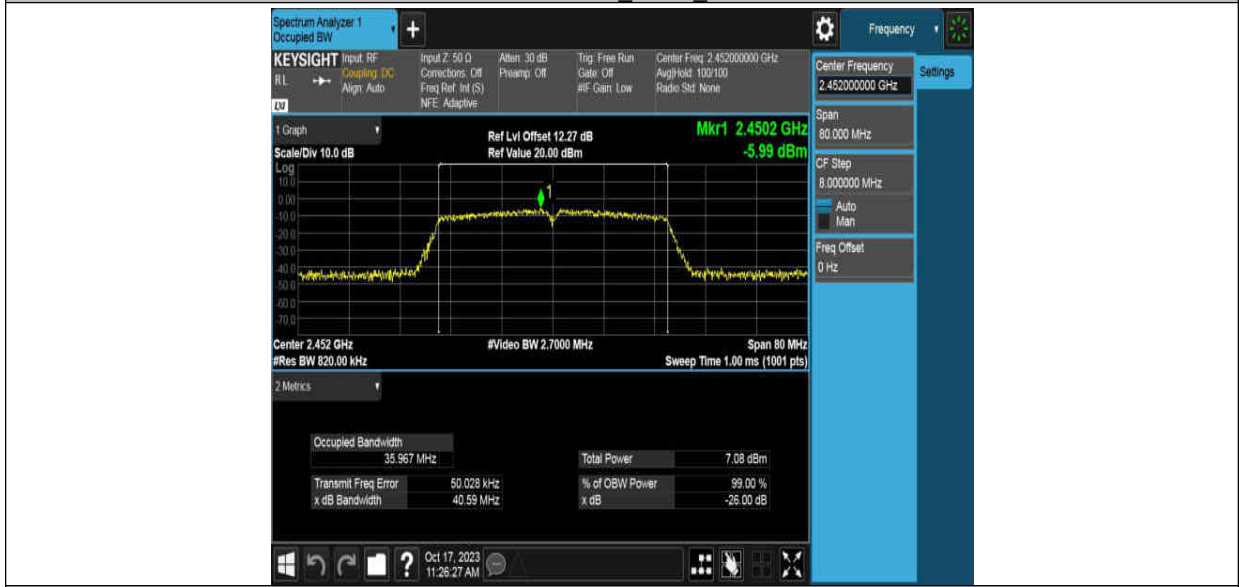 Spectrum Analyzer 1
Occupied BW
+
Frequency
KEYSIGHT
RL
LXI
Input: RF
Coupling: DC
Align: Auto
Input Z: 50 Ω
Corrections: Off
Freq Ref: Int (S)
NFE: Adaptive
Atten: 30 dB
Preamp: Off
Trig: Free Run
Gate: Off
#IF Gain: Low
Center Freq: 2.452000000 GHz
Avg|Hold: 100/100
Radio Std: None
Center Frequency
2.452000000 GHz
Settings
Span
80.000 MHz
CF Step
8.000000 MHz
Auto
Man
Freq Offset
0 Hz
1 Graph
Scale/Div 10.0 dB
Ref Lvl Offset 12.27 dB
Ref Value 20.00 dBm
Mkr1 2.4502 GHz
-5.99 dBm
Log
10.0
0.00
-10.0
-20.0
-30.0
-40.0
-50.0
-60.0
-70.0
1
Center 2.452 GHz
#Video BW 2.7000 MHz
Span 80 MHz
#Res BW 820.00 kHz
Sweep Time 1.00 ms (1001 pts)
2 Metrics
Occupied Bandwidth
35.967 MHz
Total Power 7.08 dBm
Transmit Freq Error 50.028 kHz
% of OBW Power 99.00 %
x dB Bandwidth 40.59 MHz
x dB -26.00 dB
?
Oct 17, 2023
11:26:27 AM